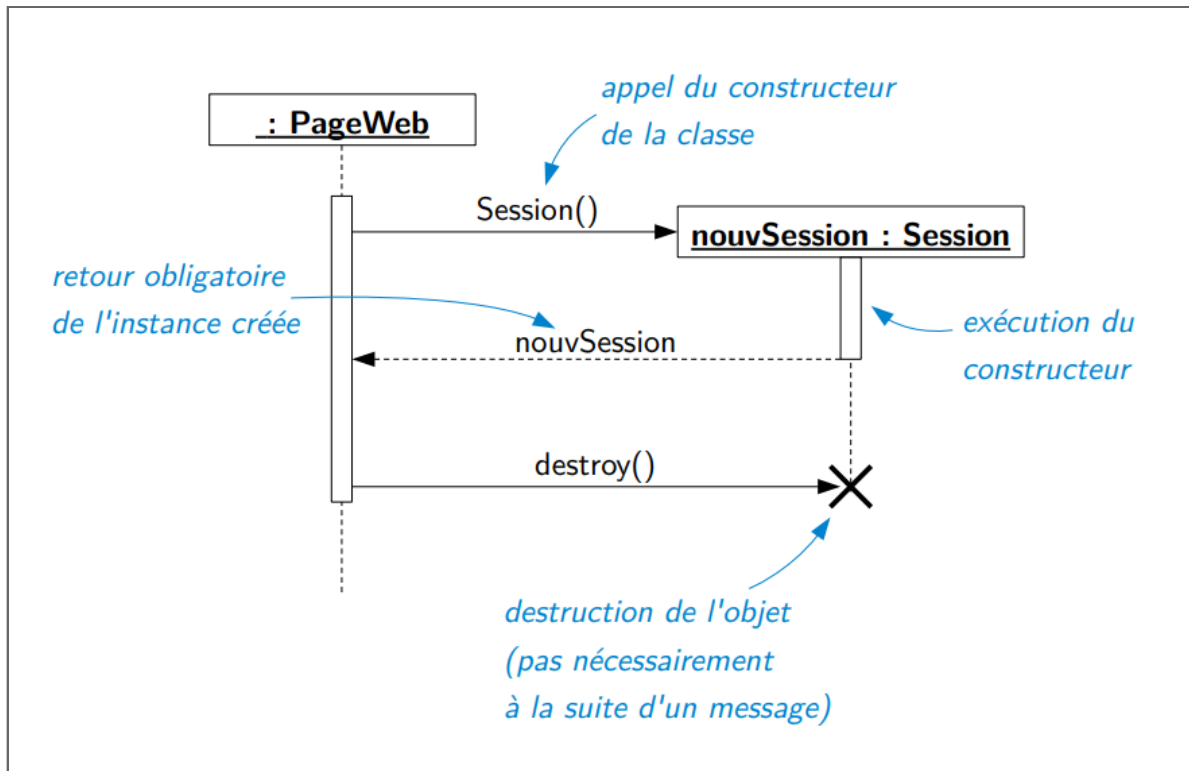 appel du constructeur
de la classe
: PageWeb
Session()
nouvSession : Session
retour obligatoire
de l'instance créée
exécution du
constructeur
nouvSession
destroy()
destruction de l'objet
(pas nécessairement
à la suite d'un message)